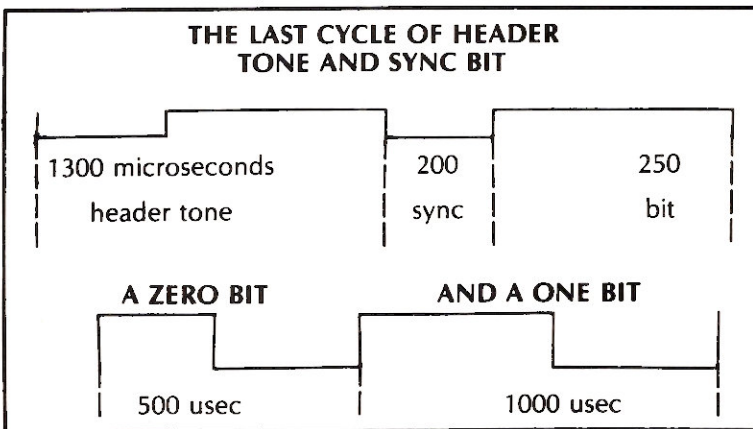 THE LAST CYCLE OF HEADER
TONE AND SYNC BIT
1300 microseconds 200 250
header tone sync bit
A ZERO BIT AND A ONE BIT
500 usec 1000 usec